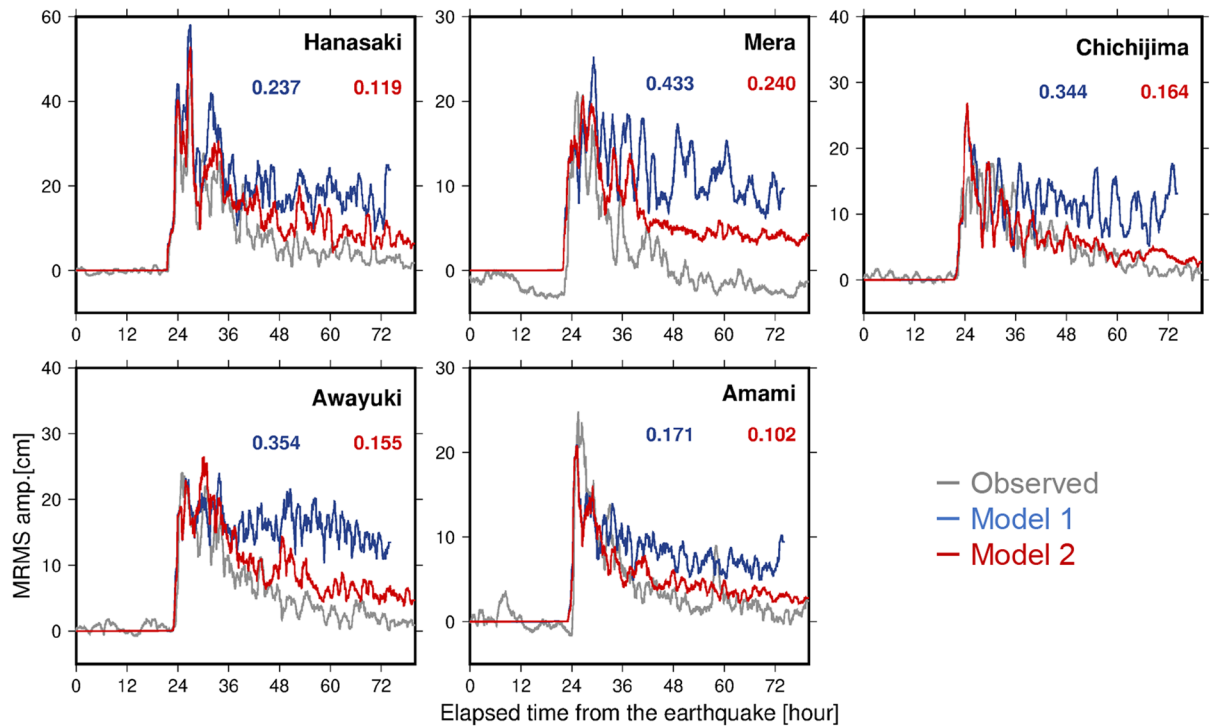 60
40
20
0
0 12 24 36 48 60 72
Hanasaki
0.237 0.119
30
20
10
0
0 12 24 36 48 60 72
Mera
0.433 0.240
40
30
20
10
0
0 12 24 36 48 60 72
Chichijima
0.344 0.164
40
30
20
10
0
0 12 24 36 48 60 72
Awayuki
0.354 0.155
30
20
10
0
0 12 24 36 48 60 72
Amami
0.171 0.102
MRMS amp.[cm]
Elapsed time from the earthquake [hour]
Observed
Model 1
Model 2